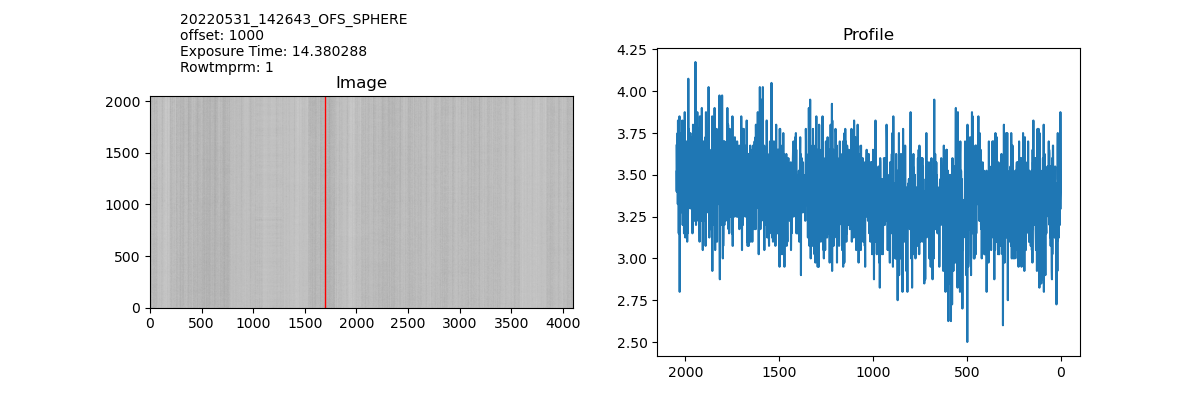 20220531_142643_OFS_SPHERE
offset: 1000
Exposure Time: 14.380288
Rowtmprm: 1
Image
2000
1500
1000
500
0
0 500 1000 1500 2000 2500 3000 3500 4000
Profile
4.25
4.00
3.75
3.50
3.25
3.00
2.75
2.50
2000 1500 1000 500 0